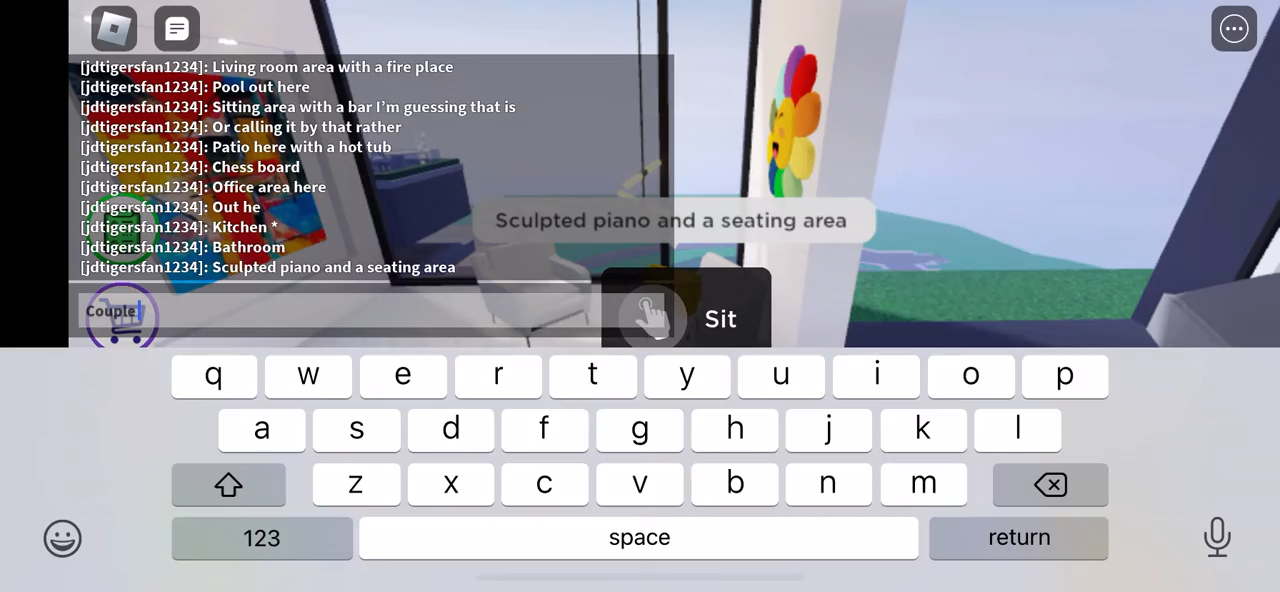 [jdtigersfan1234]: Living room area with a fire place
[jdtigersfan1234]: Pool out here
[jdtigersfan1234]: Sitting area with a bar I'm guessing that is
[jdtigersfan1234]: Or calling it by that rather
[jdtigersfan1234]: Patio here with a hot tub
[jdtigersfan1234]: Chess board
[jdtigersfan1234]: Office area here
[jdtigersfan1234]: Out he
[jdtigersfan1234]: Kitchen *
[jdtigersfan1234]: Bathroom
[jdtigersfan1234]: Sculpted piano and a seating area
Sculpted piano and a seating area
Couple
Sit
q w e r t y u i o p
a s d f g h j k l
z x c v b n m
123 space return